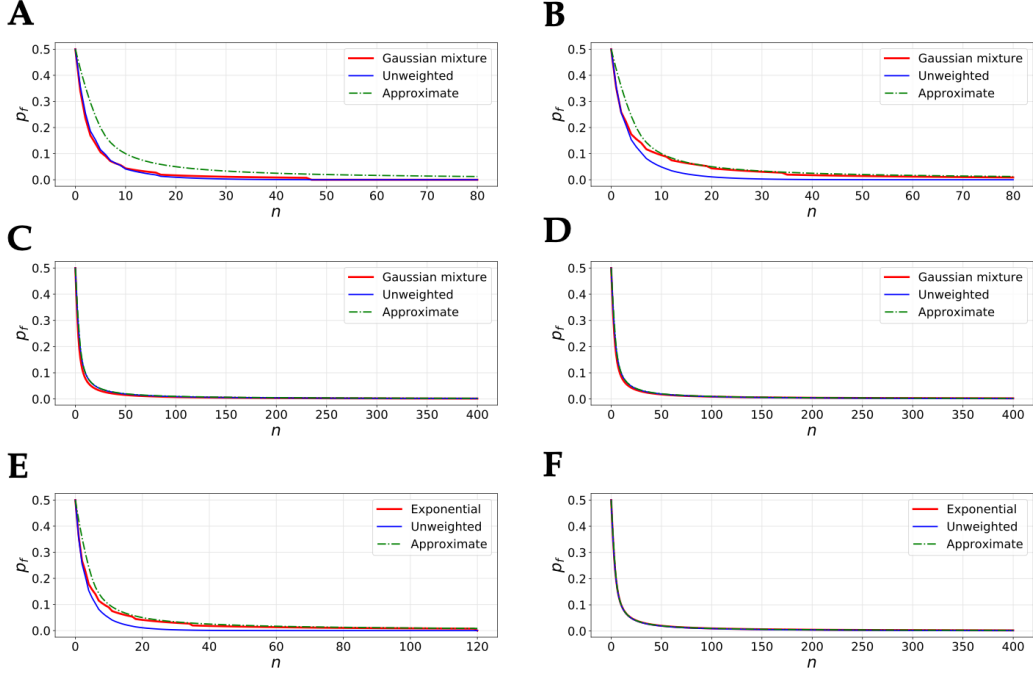 A
0.5
0.4
0.3
0.2
0.1
0.0
p_f
Gaussian mixture
Unweighted
Approximate
0 10 20 30 40 50 60 70 80
n
B
0.5
0.4
0.3
0.2
0.1
0.0
p_f
Gaussian mixture
Unweighted
Approximate
0 10 20 30 40 50 60 70 80
n
C
0.5
0.4
0.3
0.2
0.1
0.0
p_f
Gaussian mixture
Unweighted
Approximate
0 50 100 150 200 250 300 350 400
n
D
0.5
0.4
0.3
0.2
0.1
0.0
p_f
Gaussian mixture
Unweighted
Approximate
0 50 100 150 200 250 300 350 400
n
E
0.5
0.4
0.3
0.2
0.1
0.0
p_f
Exponential
Unweighted
Approximate
0 20 40 60 80 100 120
n
F
0.5
0.4
0.3
0.2
0.1
0.0
p_f
Exponential
Unweighted
Approximate
0 50 100 150 200 250 300 350 400
n